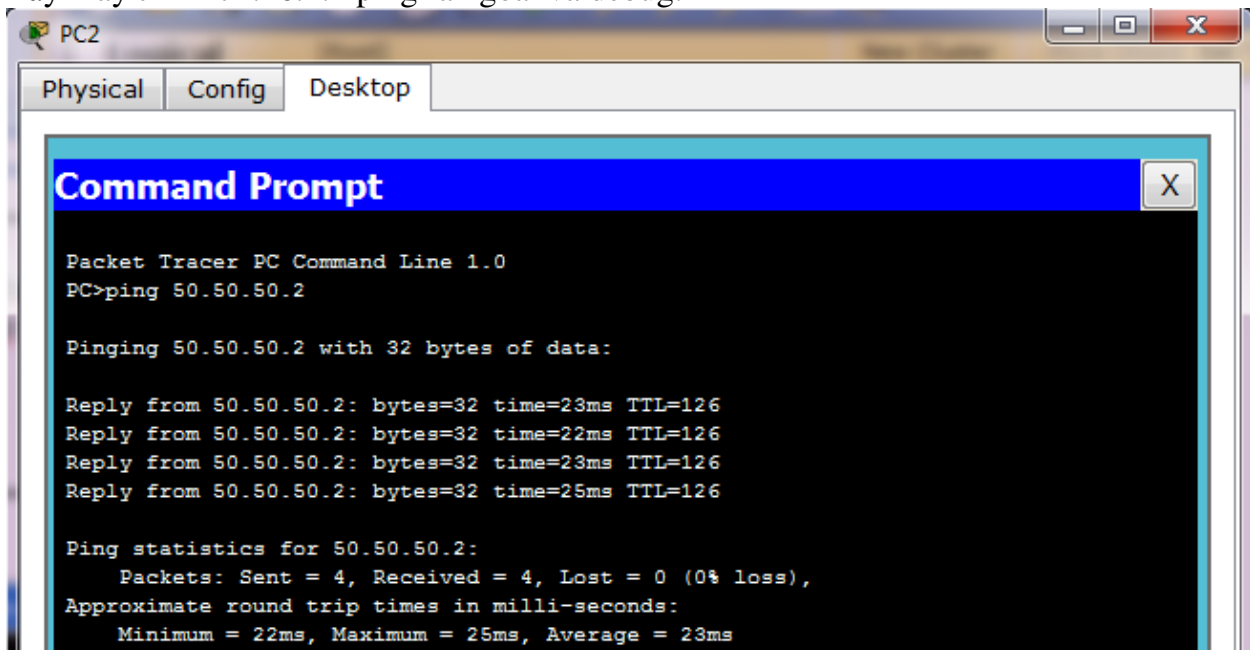 PC2
Physical Config Desktop
Command Prompt
X
Packet Tracer PC Command Line 1.0
PC>ping 50.50.50.2
Pinging 50.50.50.2 with 32 bytes of data:
Reply from 50.50.50.2: bytes=32 time=23ms TTL=126
Reply from 50.50.50.2: bytes=32 time=22ms TTL=126
Reply from 50.50.50.2: bytes=32 time=23ms TTL=126
Reply from 50.50.50.2: bytes=32 time=25ms TTL=126
Ping statistics for 50.50.50.2:
Packets: Sent = 4, Received = 4, Lost = 0 (0% loss),
Approximate round trip times in milli-seconds:
Minimum = 22ms, Maximum = 25ms, Average = 23ms